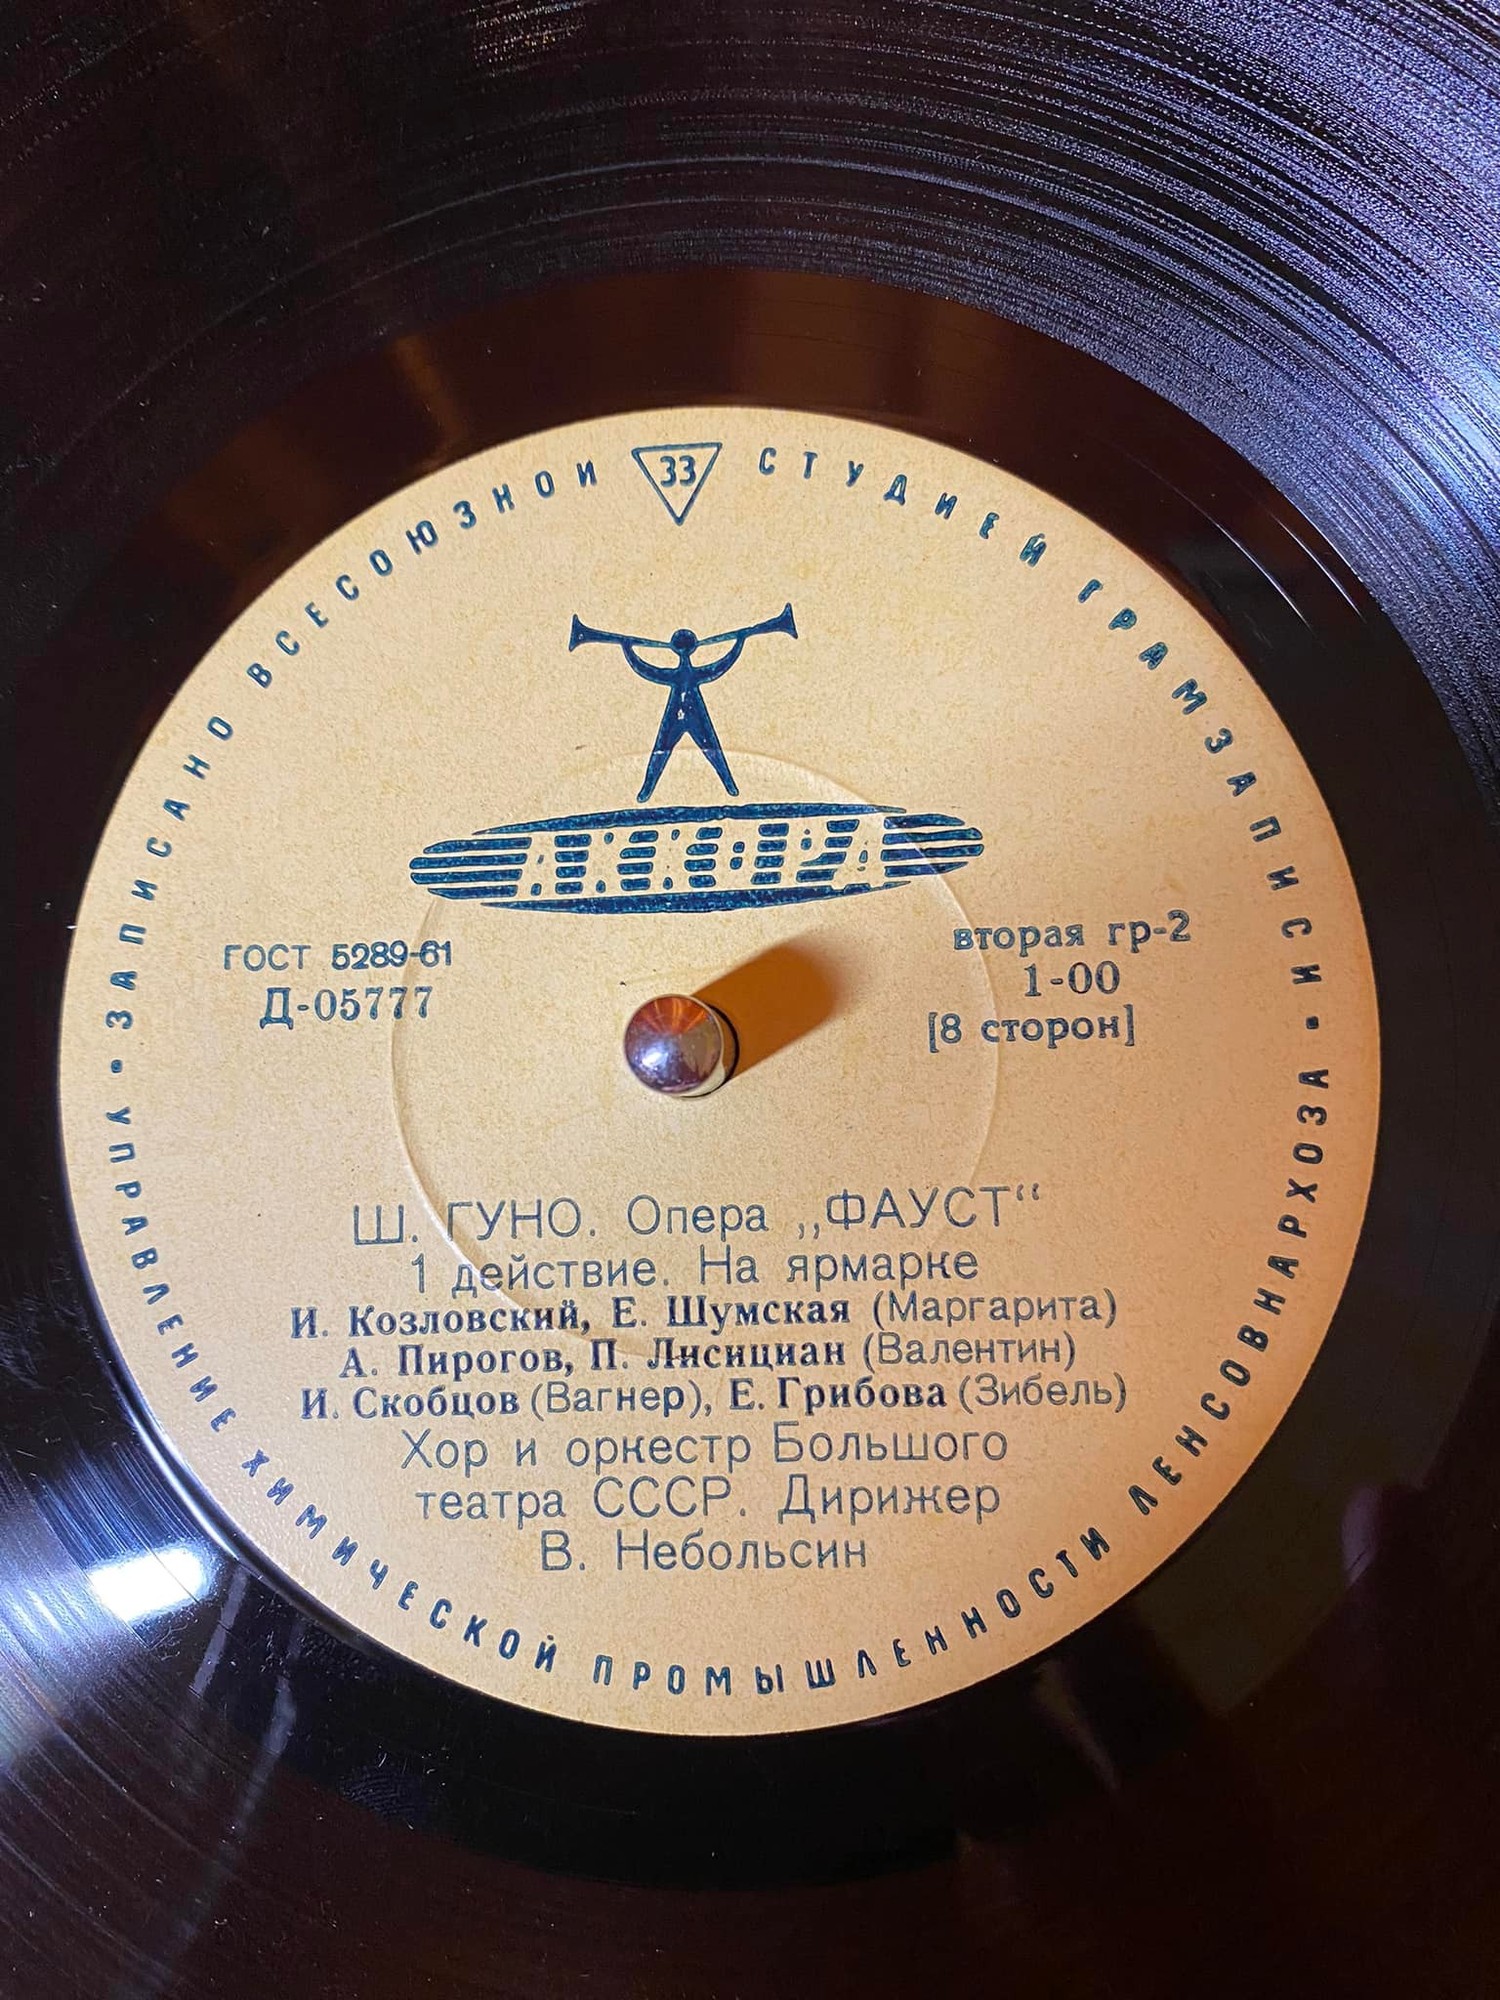 ЗАПИСАНО ВСЕСОЮЗНОЙ 33 СТУДИЕЙ ГРАМЗАПИСИ •
АККОРД
ГОСТ 5289-61
Д-05777
вторая гр-2
1-00
[8 сторон]
Ш. ГУНО. Опера „ФАУСТ“
1 действие. На ярмарке
И. Козловский, Е. Шумская (Маргарита)
А. Пирогов, П. Лисициан (Валентин)
И. Скобцов (Вагнер), Е. Грибова (Зибель)
Хор и оркестр Большого
театра СССР. Дирижер
В. Небольсин
УПРАВЛЕНИЕ ХИМИЧЕСКОЙ ПРОМЫШЛЕННОСТИ ЛЕНСОВНАРХОЗА •